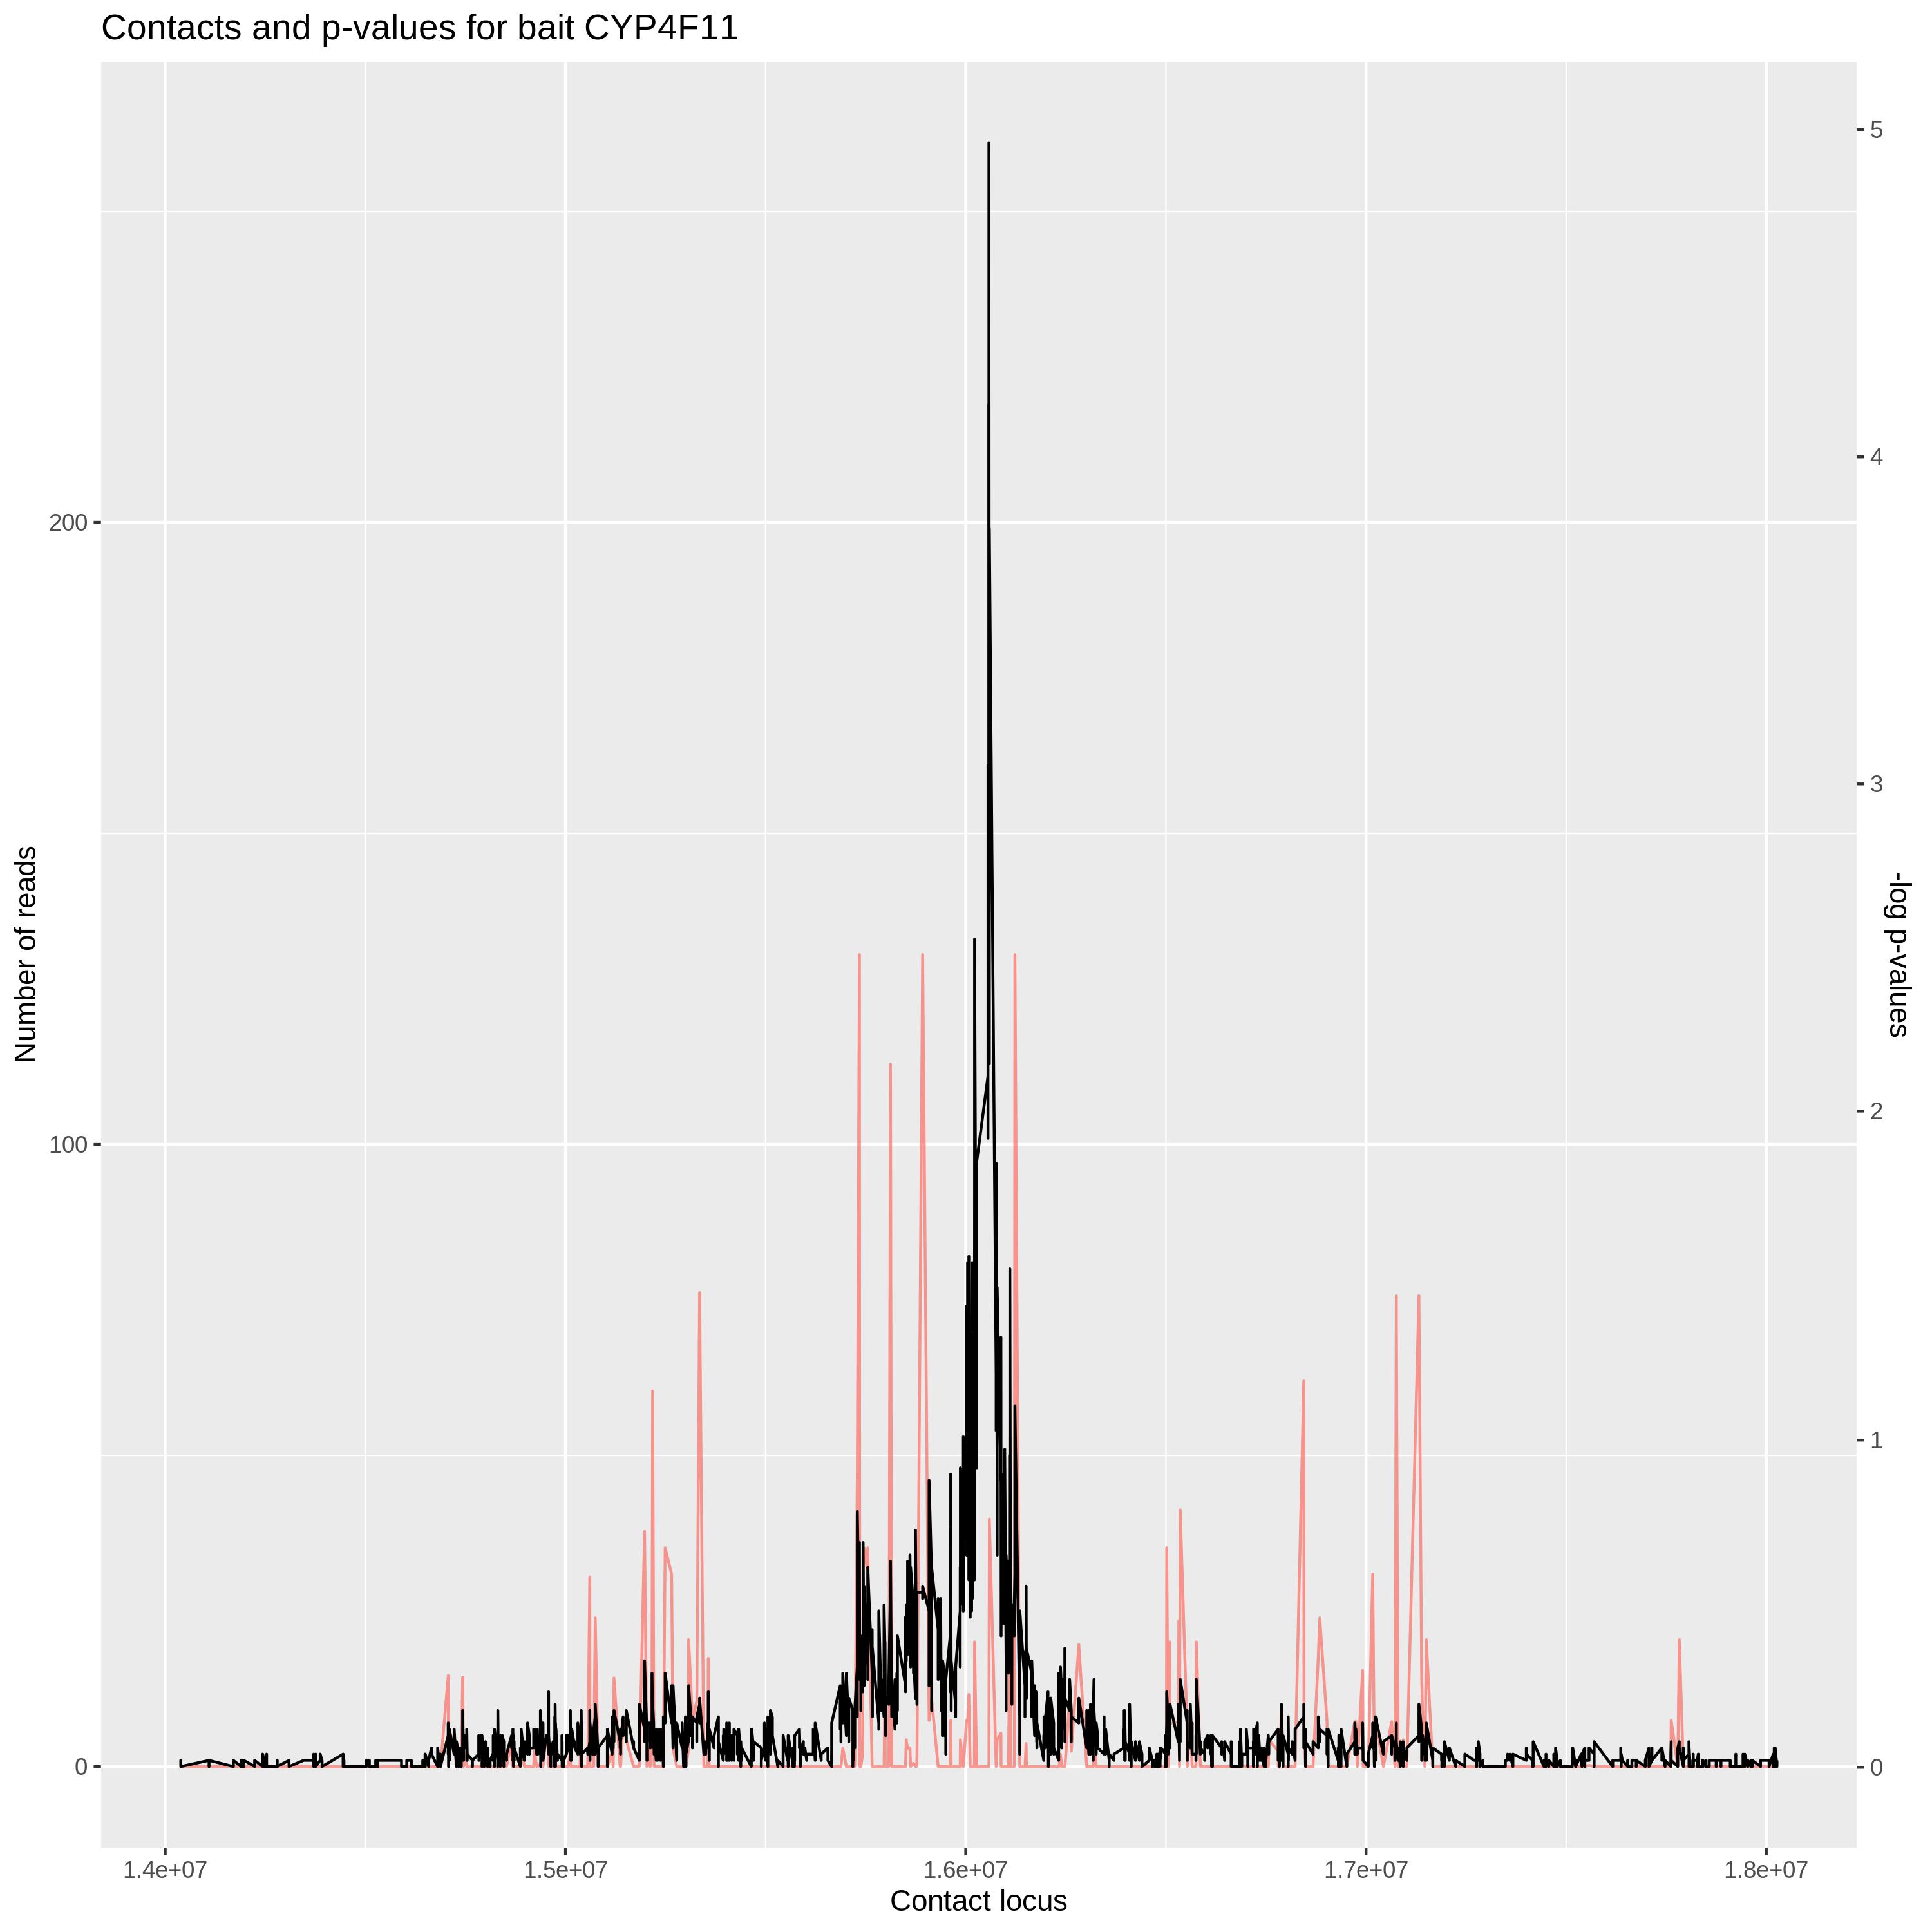 Contacts and p-values for bait CYP4F11
Number of reads
200
100
0
5
4
3
2
1
0
-log p-values
1.4e+07
1.5e+07
1.6e+07
1.7e+07
1.8e+07
Contact locus